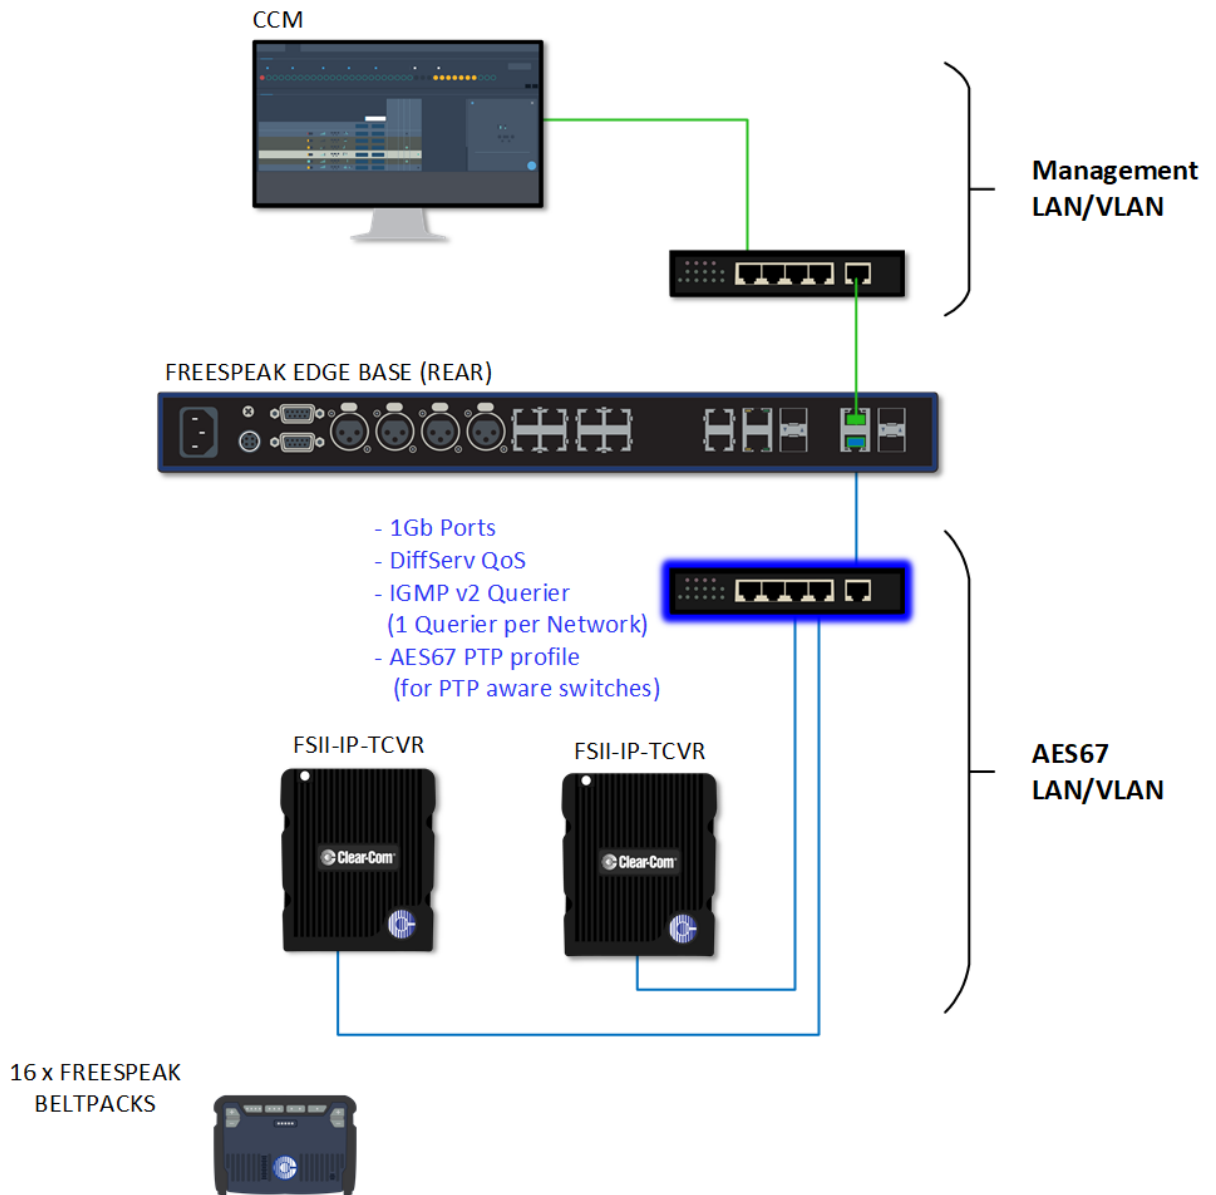 CCM
Management
LAN/VLAN
FREESPEAK EDGE BASE (REAR)
- 1Gb Ports
- DiffServ QoS
- IGMP v2 Querier
(1 Querier per Network)
- AES67 PTP profile
(for PTP aware switches)
FSII-IP-TCVR
FSII-IP-TCVR
AES67
LAN/VLAN
Clear-Com
Clear-Com
16 x FREESPEAK
BELTPACKS